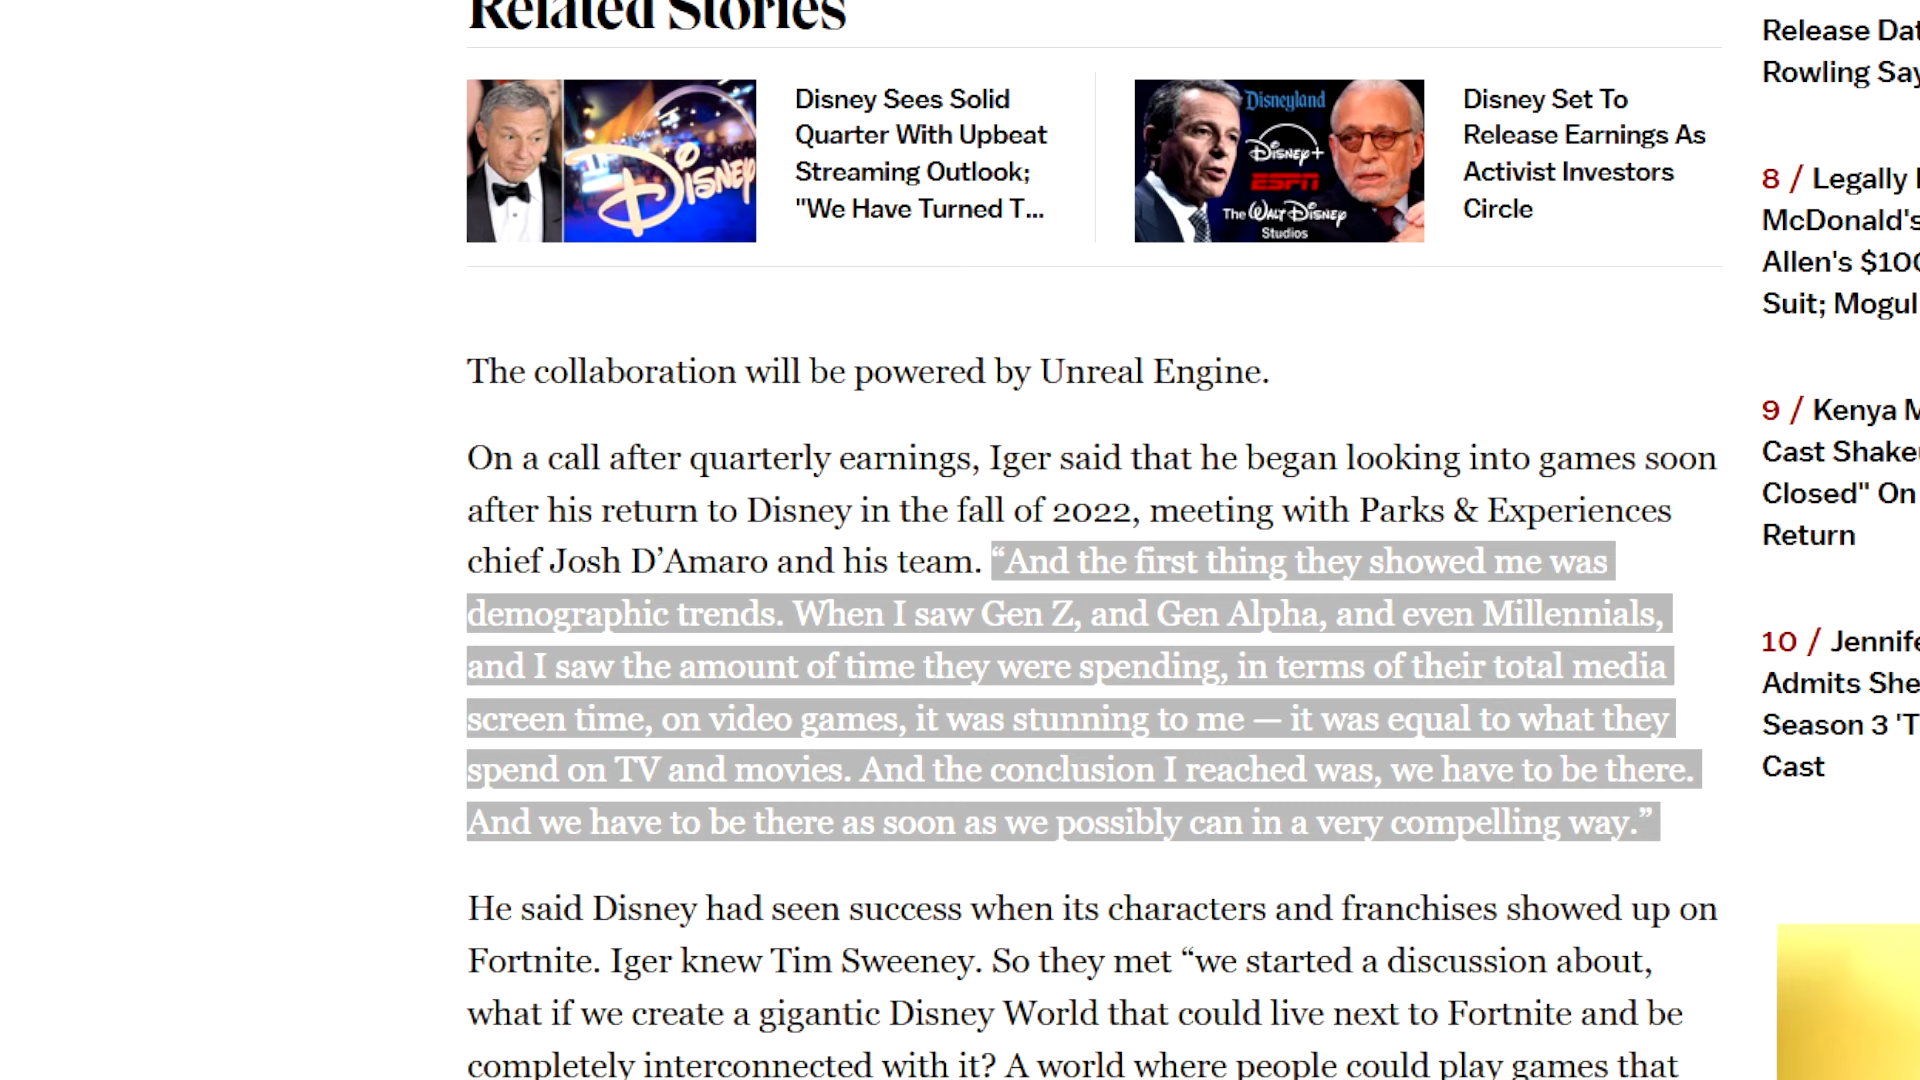 Related Stories
DISNEY
Disney Sees Solid
Quarter With Upbeat
Streaming Outlook;
"We Have Turned T...
Disneyland
Disney+
ESPN
The WALT DISNEY
Studios
Disney Set To
Release Earnings As
Activist Investors
Circle
The collaboration will be powered by Unreal Engine.
On a call after quarterly earnings, Iger said that he began looking into games soon
after his return to Disney in the fall of 2022, meeting with Parks & Experiences
chief Josh D’Amaro and his team. “And the first thing they showed me was
demographic trends. When I saw Gen Z, and Gen Alpha, and even Millennials,
and I saw the amount of time they were spending, in terms of their total media
screen time, on video games, it was stunning to me — it was equal to what they
spend on TV and movies. And the conclusion I reached was, we have to be there.
And we have to be there as soon as we possibly can in a very compelling way.”
He said Disney had seen success when its characters and franchises showed up on
Fortnite. Iger knew Tim Sweeney. So they met “we started a discussion about,
what if we create a gigantic Disney World that could live next to Fortnite and be
completely interconnected with it? A world where people could play games that
Release Dat
Rowling Say
8 / Legally
McDonald's
Allen's $100
Suit; Mogul
9 / Kenya M
Cast Shake
Closed" On
Return
10 / Jennife
Admits She
Season 3 'T
Cast